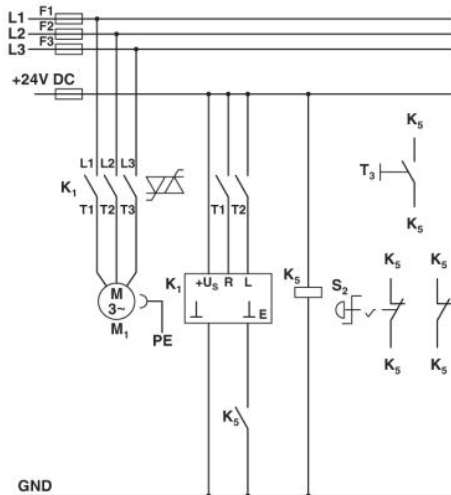 L1 F1
L2 F2
L3 F3
+24V DC
K5
L1 L2 L3
K1 T3
T1 T2 T3 T1 T2
K5
K1 +US R L K5 S2 K5 K5
M 3~ E
M1 PE
K5 K5
K5
GND